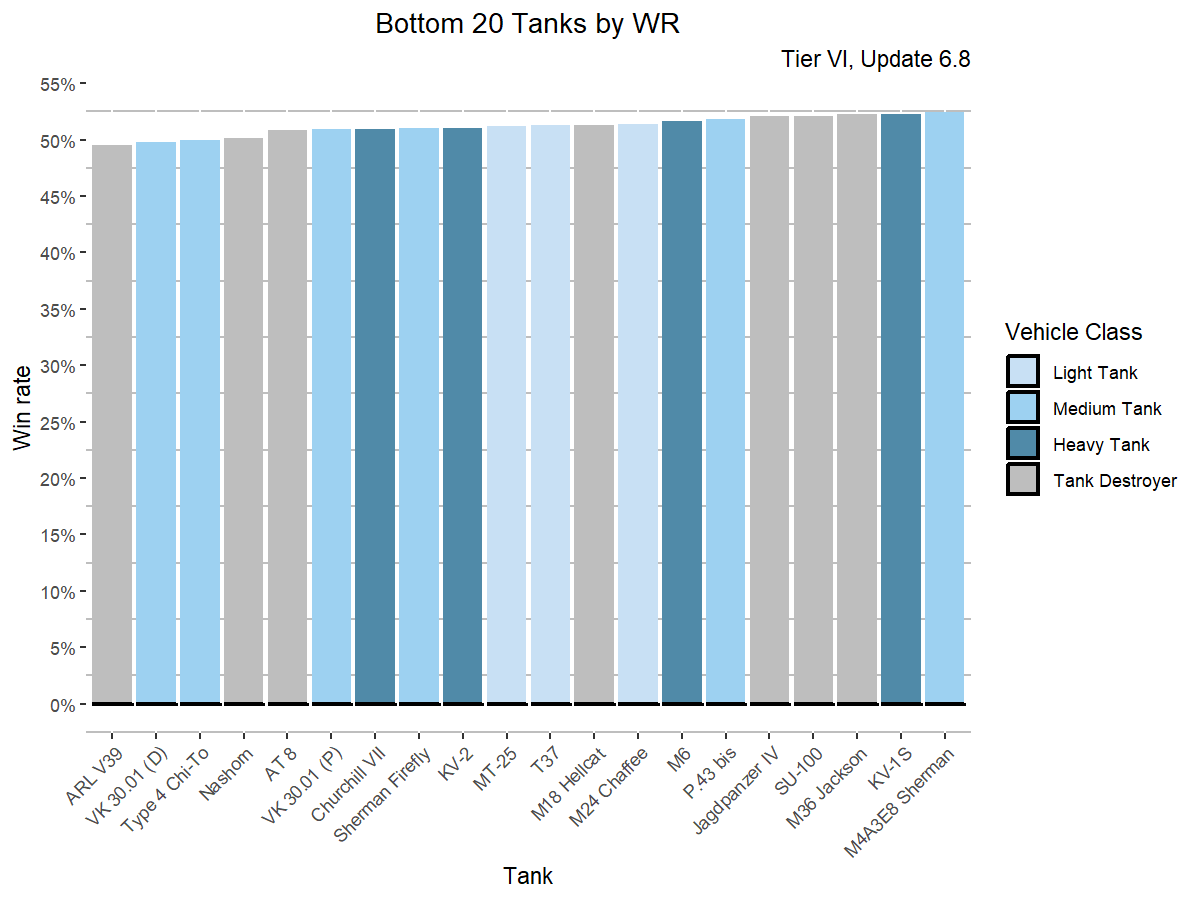 Bottom 20 Tanks by WR
Tier VI, Update 6.8
55%
50%
45%
40%
35%
30%
25%
20%
15%
10%
5%
0%
Win rate
ARL V39
VK 30.01 (D)
Type 4 Chi-To
Nashorn
AT 8
VK 30.01 (P)
Churchill VII
Sherman Firefly
KV-2
MT-25
T37
M18 Hellcat
M24 Chaffee
M6
P.43 bis
Jagdpanzer IV
SU-100
M36 Jackson
KV-1S
M4A3E8 Sherman
Tank
Vehicle Class
Light Tank
Medium Tank
Heavy Tank
Tank Destroyer